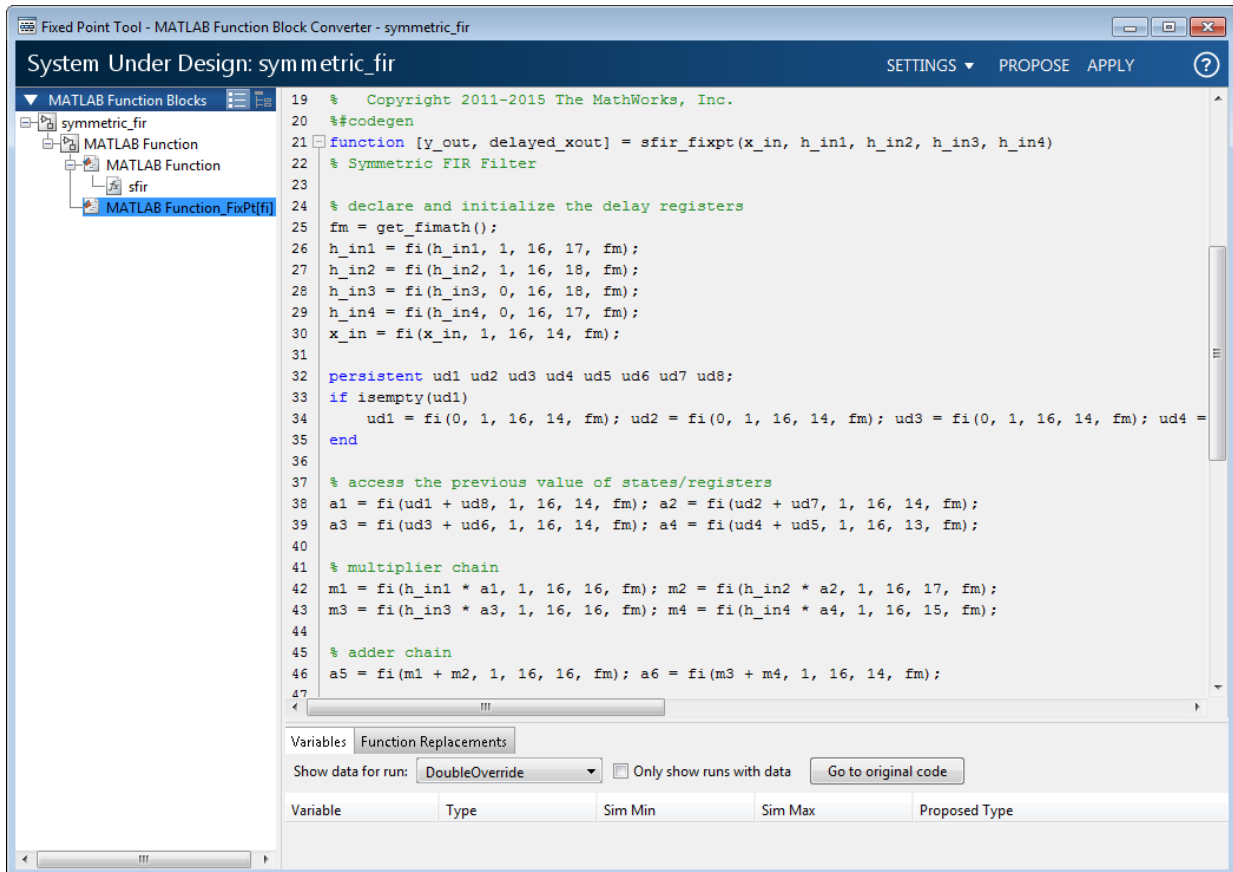 Fixed Point Tool - MATLAB Function Block Converter - symmetric_fir
System Under Design: symmetric_fir
SETTINGS ▼ PROPOSE APPLY ?
MATLAB Function Blocks
symmetric_fir
MATLAB Function
MATLAB Function
fx sfir
MATLAB Function_FixPt[fi]
19 %   Copyright 2011-2015 The MathWorks, Inc.
20 %#codegen
21 function [y_out, delayed_xout] = sfir_fixpt(x_in, h_in1, h_in2, h_in3, h_in4)
22 % Symmetric FIR Filter
23
24 % declare and initialize the delay registers
25 fm = get_fimath();
26 h_in1 = fi(h_in1, 1, 16, 17, fm);
27 h_in2 = fi(h_in2, 1, 16, 18, fm);
28 h_in3 = fi(h_in3, 0, 16, 18, fm);
29 h_in4 = fi(h_in4, 0, 16, 17, fm);
30 x_in = fi(x_in, 1, 16, 14, fm);
31
32 persistent ud1 ud2 ud3 ud4 ud5 ud6 ud7 ud8;
33 if isempty(ud1)
34     ud1 = fi(0, 1, 16, 14, fm); ud2 = fi(0, 1, 16, 14, fm); ud3 = fi(0, 1, 16, 14, fm); ud4 =
35 end
36
37 % access the previous value of states/registers
38 a1 = fi(ud1 + ud8, 1, 16, 14, fm); a2 = fi(ud2 + ud7, 1, 16, 14, fm);
39 a3 = fi(ud3 + ud6, 1, 16, 14, fm); a4 = fi(ud4 + ud5, 1, 16, 13, fm);
40
41 % multiplier chain
42 m1 = fi(h_in1 * a1, 1, 16, 16, fm); m2 = fi(h_in2 * a2, 1, 16, 17, fm);
43 m3 = fi(h_in3 * a3, 1, 16, 16, fm); m4 = fi(h_in4 * a4, 1, 16, 15, fm);
44
45 % adder chain
46 a5 = fi(m1 + m2, 1, 16, 16, fm); a6 = fi(m3 + m4, 1, 16, 14, fm);
47
Variables Function Replacements
Show data for run: DoubleOverride Only show runs with data Go to original code
Variable Type Sim Min Sim Max Proposed Type